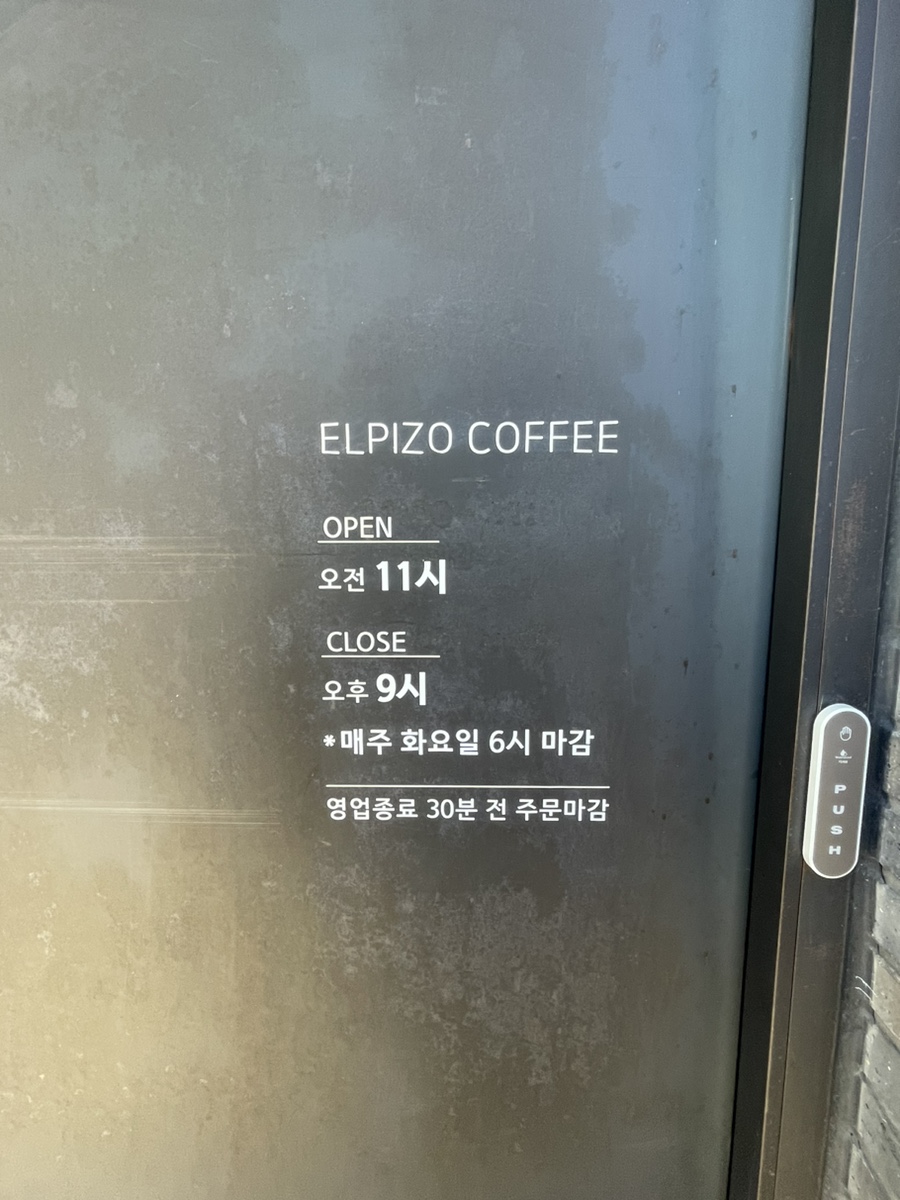 ELPIZO COFFEE
OPEN
오전 11시
CLOSE
오후 9시
*매주 화요일 6시 마감
영업종료 30분 전 주문마감
PUSH